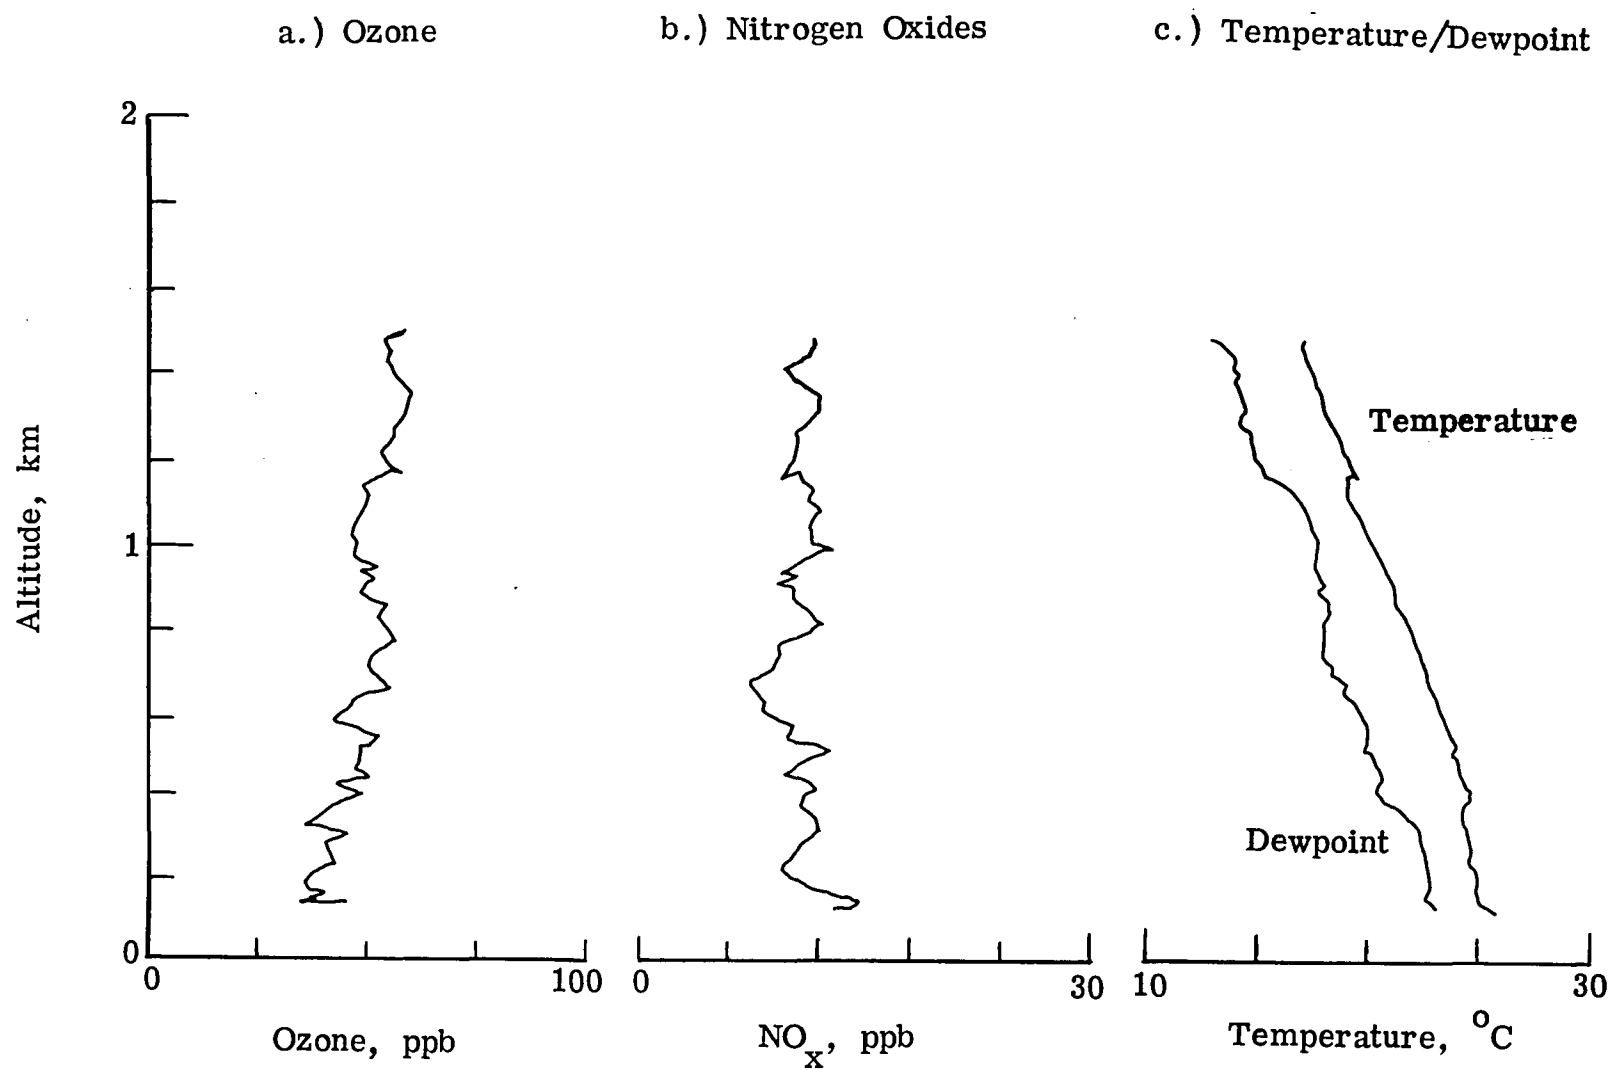 a.) Ozone
b.) Nitrogen Oxides
c.) Temperature/Dewpoint
2
1
0
Altitude, km
Temperature
Dewpoint
0
100
0
30
10
30
Ozone, ppb
NOx, ppb
Temperature, °C